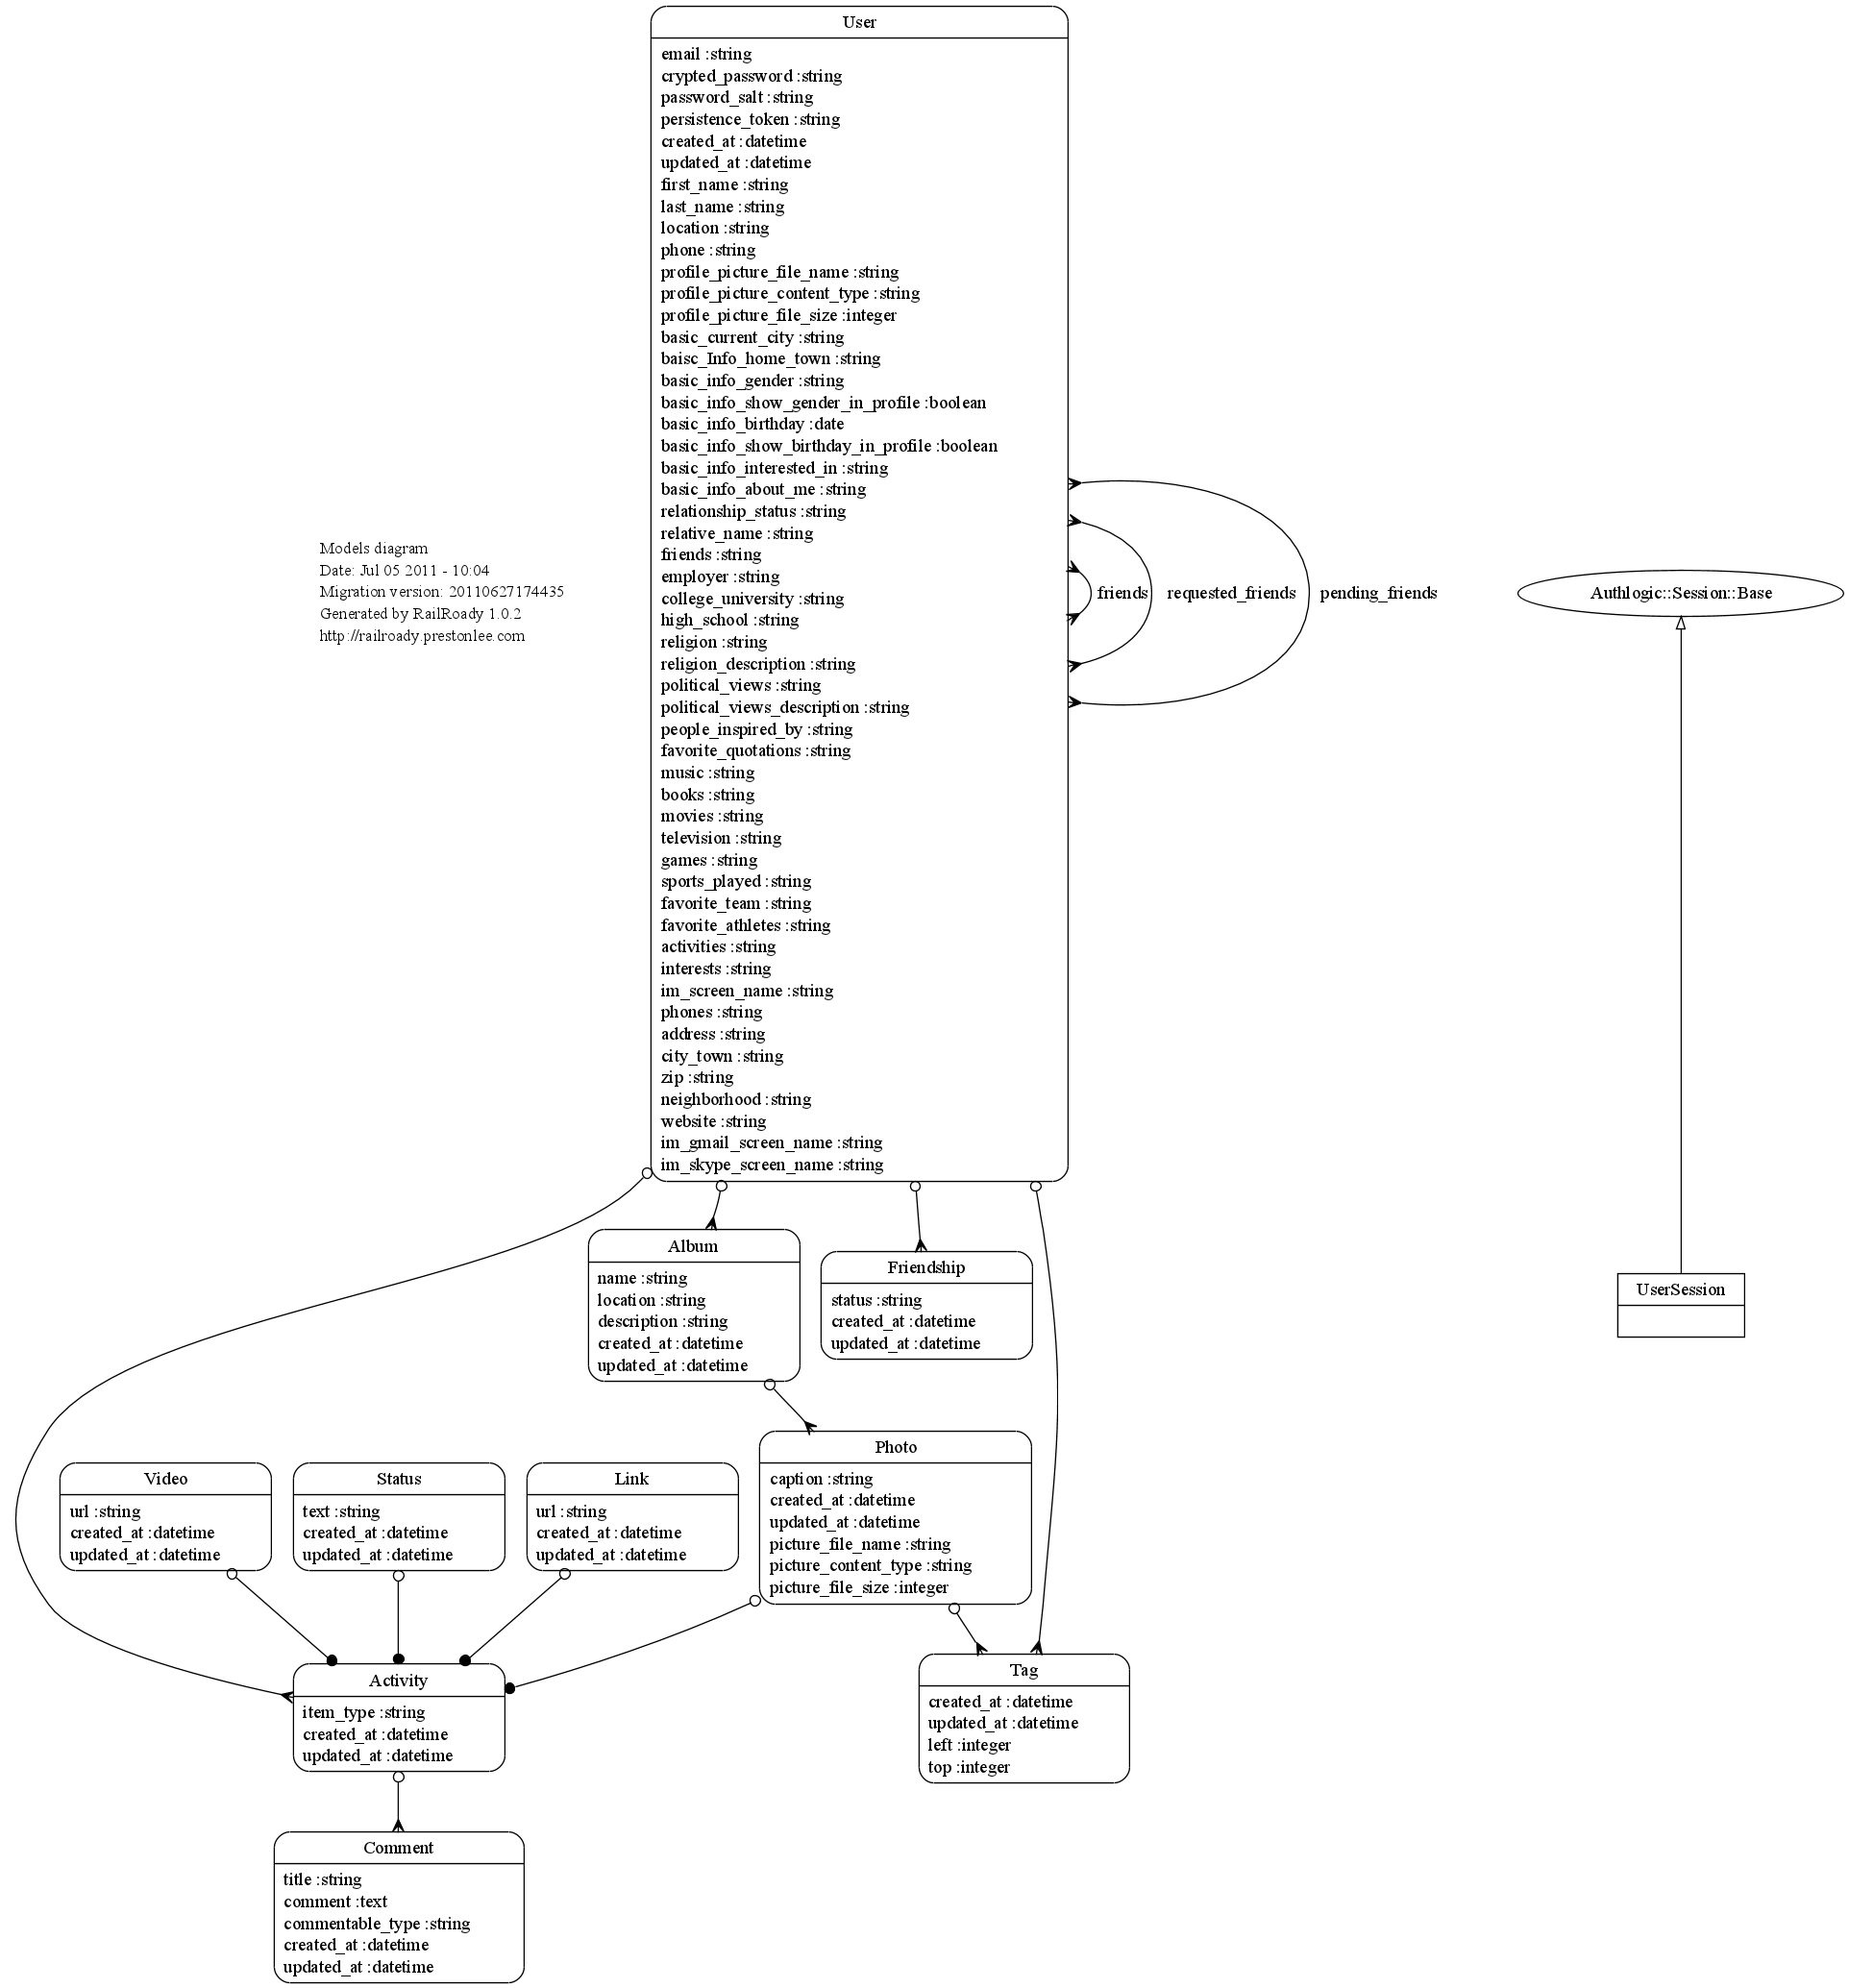 User
email :string
crypted_password :string
password_salt :string
persistence_token :string
created_at :datetime
updated_at :datetime
first_name :string
last_name :string
location :string
phone :string
profile_picture_file_name :string
profile_picture_content_type :string
profile_picture_file_size :integer
basic_current_city :string
baisc_Info_home_town :string
basic_info_gender :string
basic_info_show_gender_in_profile :boolean
basic_info_birthday :date
basic_info_show_birthday_in_profile :boolean
basic_info_interested_in :string
basic_info_about_me :string
relationship_status :string
relative_name :string
friends :string
employer :string
college_university :string
high_school :string
religion :string
religion_description :string
political_views :string
political_views_description :string
people_inspired_by :string
favorite_quotations :string
music :string
books :string
movies :string
television :string
games :string
sports_played :string
favorite_team :string
favorite_athletes :string
activities :string
interests :string
im_screen_name :string
phones :string
address :string
city_town :string
zip :string
neighborhood :string
website :string
im_gmail_screen_name :string
im_skype_screen_name :string
friends
requested_friends
pending_friends
Models diagram
Date: Jul 05 2011 - 10:04
Migration version: 20110627174435
Generated by RailRoady 1.0.2
http://railroady.prestonlee.com
Authlogic::Session::Base
UserSession
Album
name :string
location :string
description :string
created_at :datetime
updated_at :datetime
Friendship
status :string
created_at :datetime
updated_at :datetime
Video
url :string
created_at :datetime
updated_at :datetime
Status
text :string
created_at :datetime
updated_at :datetime
Link
url :string
created_at :datetime
updated_at :datetime
Photo
caption :string
created_at :datetime
updated_at :datetime
picture_file_name :string
picture_content_type :string
picture_file_size :integer
Activity
item_type :string
created_at :datetime
updated_at :datetime
Tag
created_at :datetime
updated_at :datetime
left :integer
top :integer
Comment
title :string
comment :text
commentable_type :string
created_at :datetime
updated_at :datetime